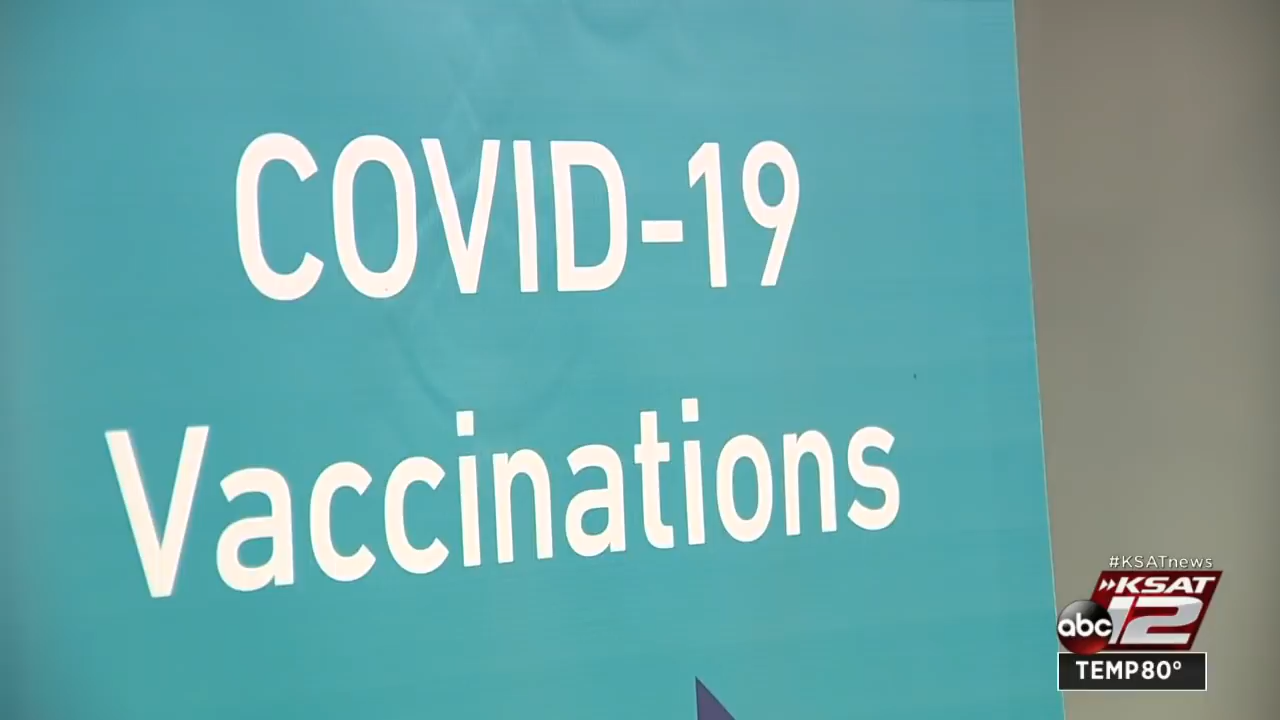 COVID-19
Vaccinations
#KSATnews
KSAT
abc 12
TEMP80°